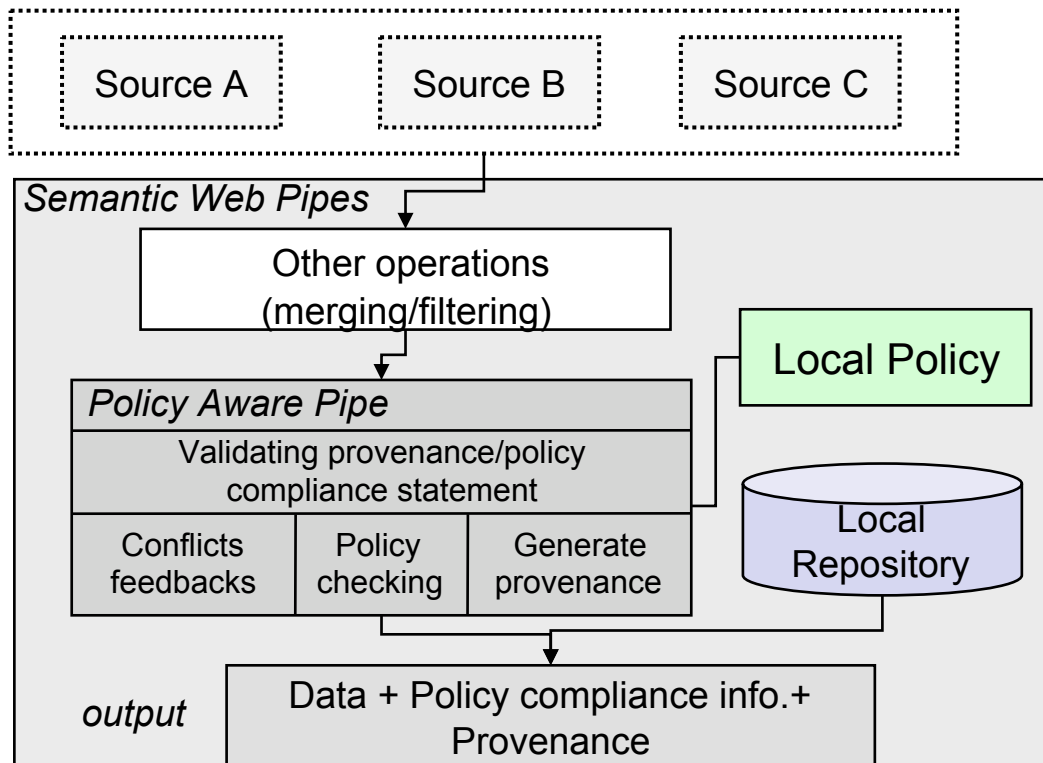 Source A
Source B
Source C
Semantic Web Pipes
Other operations
(merging/filtering)
Local Policy
Policy Aware Pipe
Validating provenance/policy
compliance statement
Conflicts
feedbacks
Policy
checking
Generate
provenance
Local
Repository
output
Data + Policy compliance info.+
Provenance